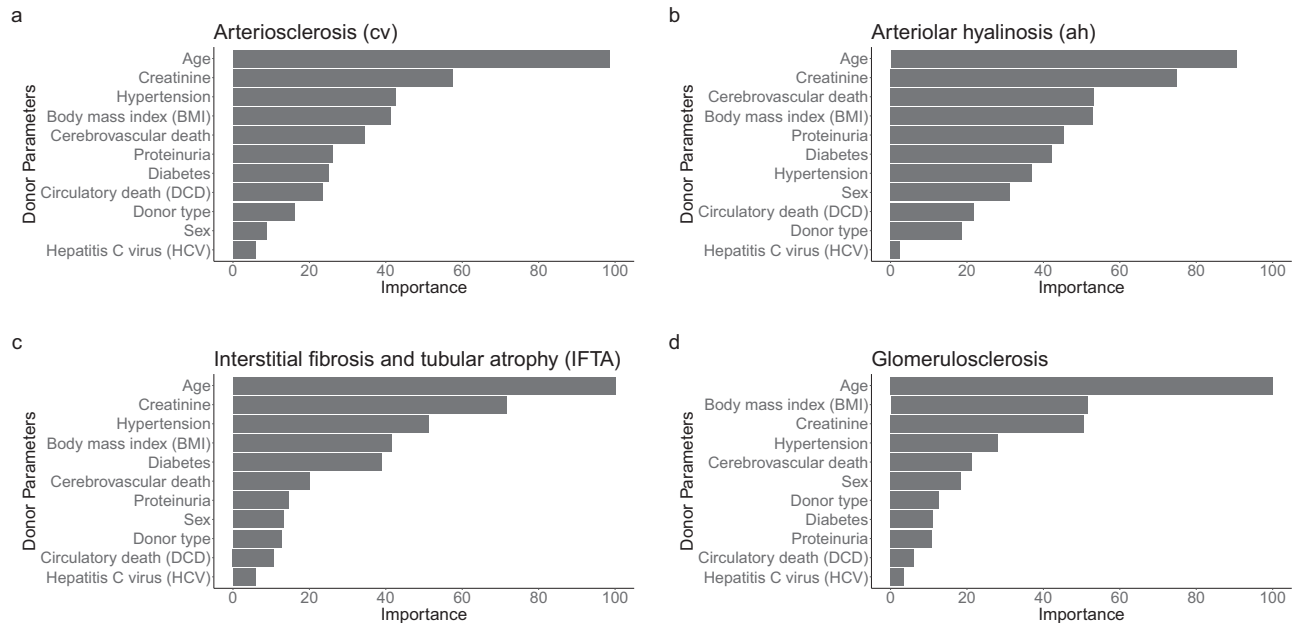 a
Arteriosclerosis (cv)
Donor Parameters
Age
Creatinine
Hypertension
Body mass index (BMI)
Cerebrovascular death
Proteinuria
Diabetes
Circulatory death (DCD)
Donor type
Sex
Hepatitis C virus (HCV)
0 20 40 60 80 100
Importance
b
Arteriolar hyalinosis (ah)
Donor Parameters
Age
Creatinine
Cerebrovascular death
Body mass index (BMI)
Proteinuria
Diabetes
Hypertension
Sex
Circulatory death (DCD)
Donor type
Hepatitis C virus (HCV)
0 20 40 60 80 100
Importance
c
Interstitial fibrosis and tubular atrophy (IFTA)
Donor Parameters
Age
Creatinine
Hypertension
Body mass index (BMI)
Diabetes
Cerebrovascular death
Proteinuria
Sex
Donor type
Circulatory death (DCD)
Hepatitis C virus (HCV)
0 20 40 60 80 100
Importance
d
Glomerulosclerosis
Donor Parameters
Age
Body mass index (BMI)
Creatinine
Hypertension
Cerebrovascular death
Sex
Donor type
Diabetes
Proteinuria
Circulatory death (DCD)
Hepatitis C virus (HCV)
0 20 40 60 80 100
Importance